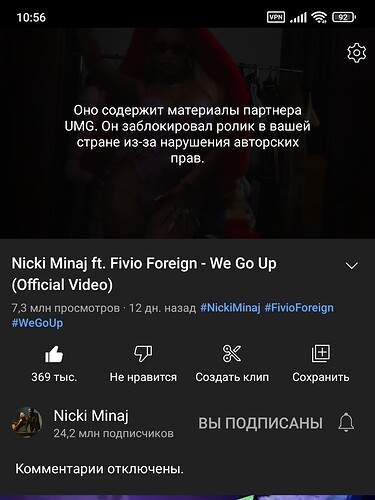 10:56 VPN 92
Оно содержит материалы партнера
UMG. Он заблокировал ролик в вашей
стране из-за нарушения авторских
прав.
Nicki Minaj ft. Fivio Foreign - We Go Up
(Official Video)
7,3 млн просмотров · 12 дн. назад #NickiMinaj #FivioForeign
#WeGoUp
369 тыс. Не нравится Создать клип Сохранить
Nicki Minaj
24,2 млн подписчиков
ВЫ ПОДПИСАНЫ
Комментарии отключены.